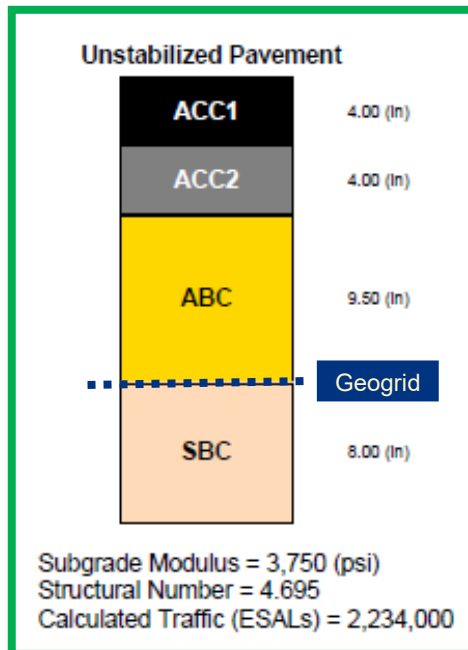 Unstabilized Pavement
ACC1 4.00 (in)
ACC2 4.00 (in)
ABC 9.50 (in)
Geogrid
SBC 8.00 (in)
Subgrade Modulus = 3,750 (psi)
Structural Number = 4.695
Calculated Traffic (ESALs) = 2,234,000